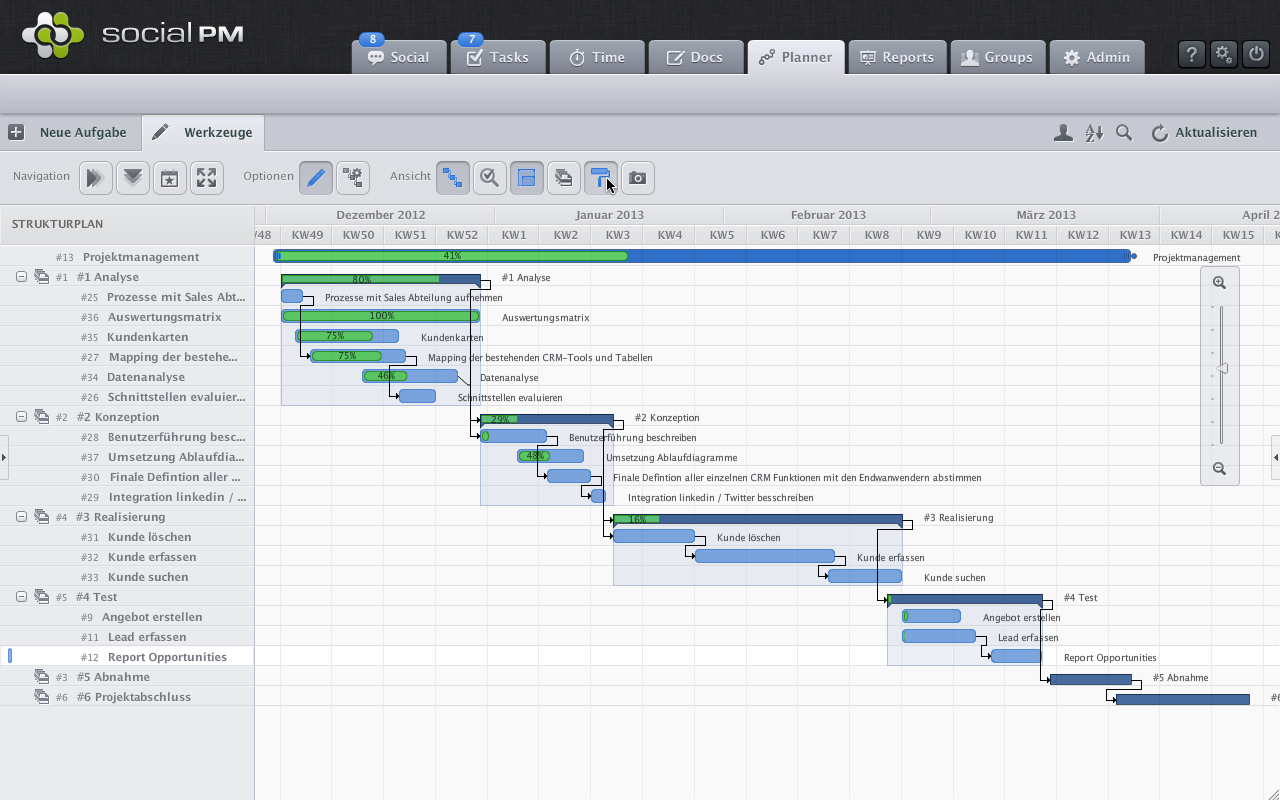 social PM
8
7
Social
Tasks
Time
Docs
Planner
Reports
Groups
Admin
?
Neue Aufgabe
Werkzeuge
Aktualisieren
Navigation
Optionen
Ansicht
STRUKTURPLAN
Dezember 2012
Januar 2013
Februar 2013
März 2013
April 2
/48 KW49 KW50 KW51 KW52 KW1 KW2 KW3 KW4 KW5 KW6 KW7 KW8 KW9 KW10 KW11 KW12 KW13 KW14 KW15 K
#13 Projektmanagement 41% Projektmanagement
#1 #1 Analyse 80% #1 Analyse
#25 Prozesse mit Sales Abt... Prozesse mit Sales Abteilung aufnehmen
#36 Auswertungsmatrix 100% Auswertungsmatrix
#35 Kundenkarten 75% Kundenkarten
#27 Mapping der bestehe... 75% Mapping der bestehenden CRM-Tools und Tabellen
#34 Datenanalyse 46% Datenanalyse
#26 Schnittstellen evaluier... Schnittstellen evaluieren
#2 #2 Konzeption 29% #2 Konzeption
#28 Benutzerführung besc... Benutzerführung beschreiben
#37 Umsetzung Ablaufdia... 48% Umsetzung Ablaufdiagramme
#30 Finale Defintion aller ... Finale Defintion aller einzelnen CRM Funktionen mit den Endwanwendern abstimmen
#29 Integration linkedin / ... Integration linkedin / Twitter besschreiben
#4 #3 Realisierung 16% #3 Realisierung
#31 Kunde löschen Kunde löschen
#32 Kunde erfassen Kunde erfassen
#33 Kunde suchen Kunde suchen
#5 #4 Test #4 Test
#9 Angebot erstellen Angebot erstellen
#11 Lead erfassen Lead erfassen
#12 Report Opportunities Report Opportunities
#3 #5 Abnahme #5 Abnahme
#6 #6 Projektabschluss #6